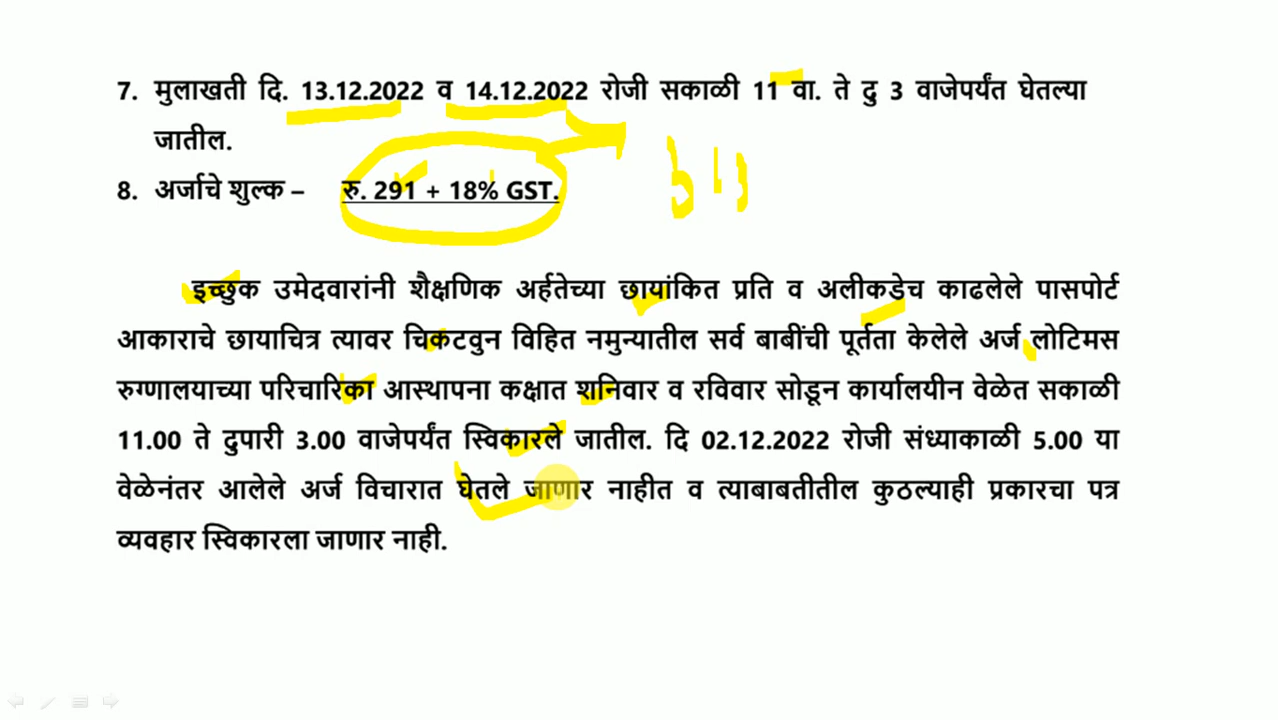 7. मुलाखती दि. 13.12.2022 व 14.12.2022 रोजी सकाळी 11 वा. ते दु 3 वाजेपर्यंत घेतल्या
जातील.
8. अर्जाचे शुल्क – रु. 291 + 18% GST.
इच्छुक उमेदवारांनी शैक्षणिक अर्हतेच्या छायांकित प्रति व अलीकडेच काढलेले पासपोर्ट
आकाराचे छायाचित्र त्यावर चिकटवुन विहित नमुन्यातील सर्व बाबींची पूर्तता केलेले अर्ज लोटिमस
रुग्णालयाच्या परिचारिका आस्थापना कक्षात शनिवार व रविवार सोडून कार्यालयीन वेळेत सकाळी
11.00 ते दुपारी 3.00 वाजेपर्यंत स्विकारले जातील. दि 02.12.2022 रोजी संध्याकाळी 5.00 या
वेळेनंतर आलेले अर्ज विचारात घेतले जाणार नाहीत व त्याबाबतीतील कुठल्याही प्रकारचा पत्र
व्यवहार स्विकारला जाणार नाही.